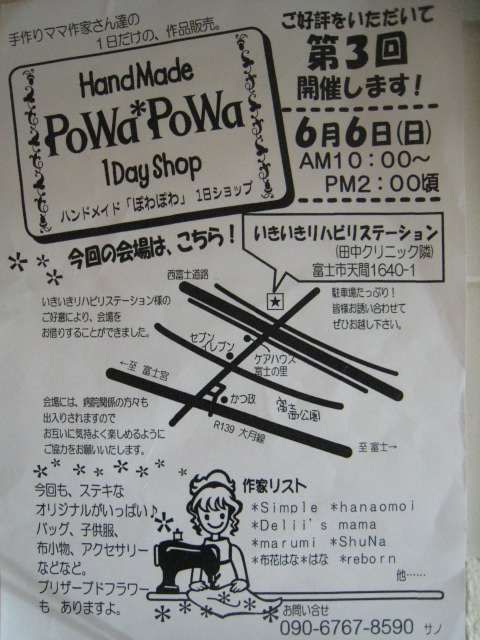 手作りママ作家さん達の
１日だけの、作品販売。
HandMade
PoWa*PoWa
1Day Shop
ハンドメイド「ぽわぽわ」 1日ショップ
ご好評をいただいて
第3回
開催します！
6月6日（日）
AM10：00～
PM2：00頃
今回の会場は、こちら！
いきいきリハビリステーション
(田中クリニック隣)
富士市天間1640-1
西富士道路
いきいきリハビリステーション様の
ご好意により、会場を
お借りすることができました。
駐車場たっぷり！
皆様お誘い合わせて
ぜひお越し下さい。
セブン
イレブン
ケアハウス
富士の里
←至 富士宮
かつ政
富壽公園
R139 大月線
至 富士→
会場には、病院関係の方々も
出入りされますので
お互いに気持よく楽しめるように
ご協力をお願いいたします。
今回も、ステキな
オリジナルがいっぱい♪
バッグ、子供服、
布小物、アクセサリー
などなど。
プリザーブドフラワー
も ありますよ。
作家リスト
*Simple *hanaomoi
*Delii's mama
*marumi *ShuNa
*布花はな*はな *reborn
他……
お問い合せ
090-6767-8590 サノ